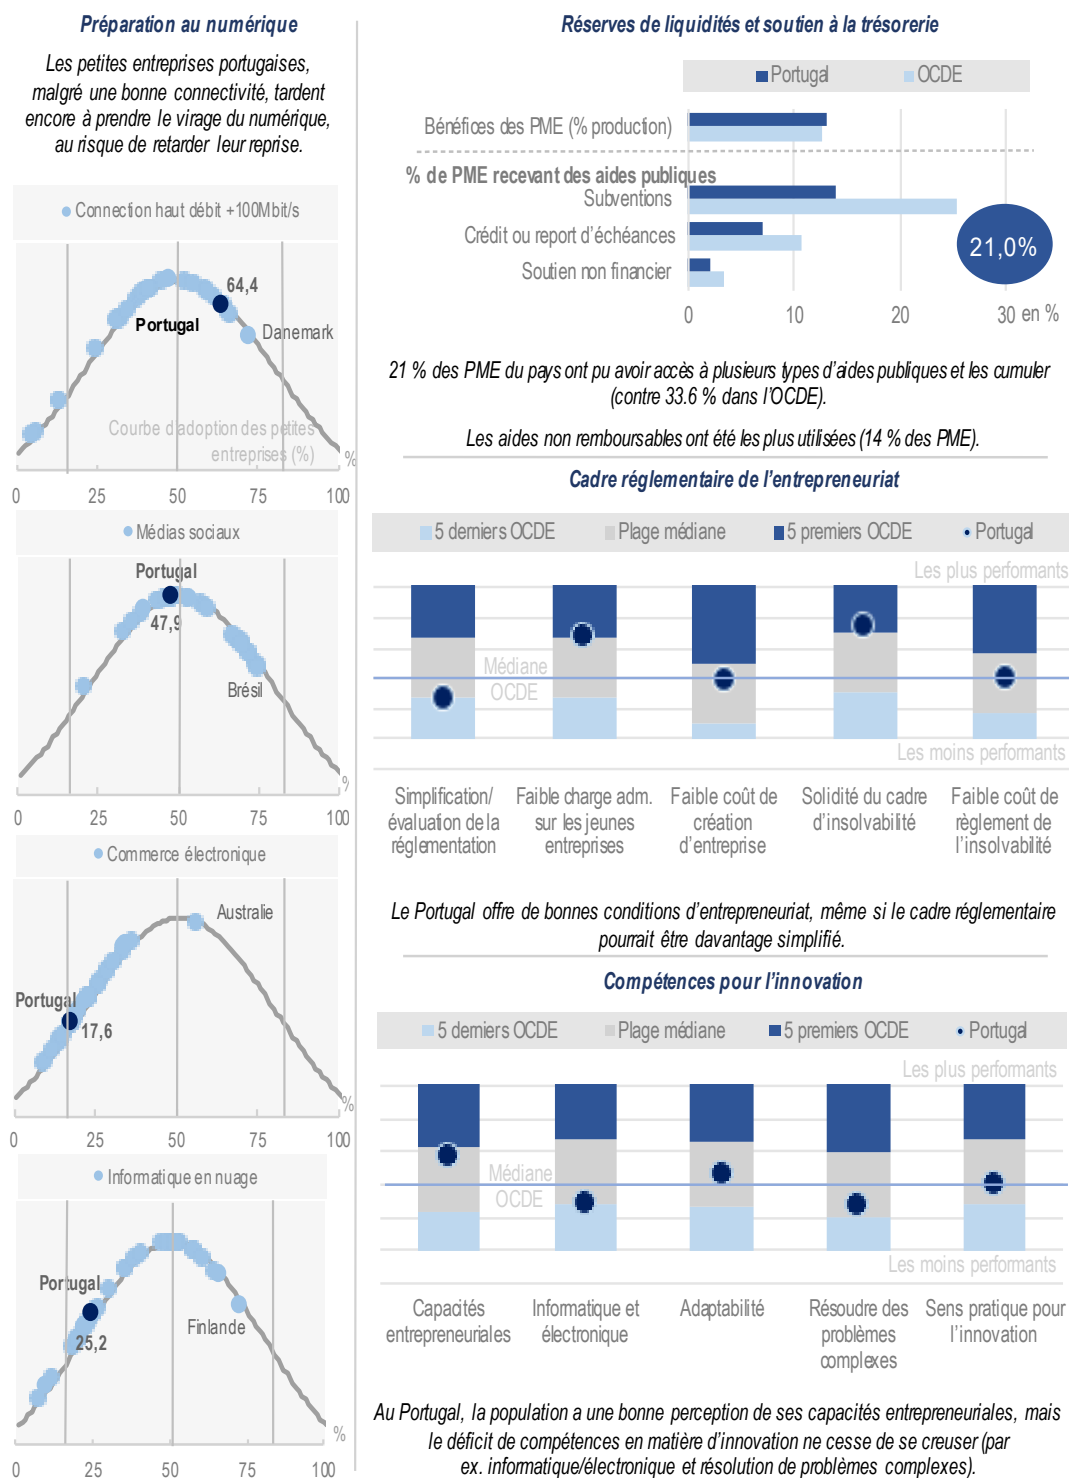 Préparation au numérique
Les petites entreprises portugaises,
malgré une bonne connectivité, tardent
encore à prendre le virage du numérique,
au risque de retarder leur reprise.
Connection haut débit +100Mbit/s
64,4
Portugal
Danemark
Courbe d'adoption des petites
entreprises (%)
%
0 25 50 75 100
Médias sociaux
Portugal
47,9
Brésil
%
0 25 50 75 100
Commerce électronique
Australie
Portugal
17,6
%
0 25 50 75 100
Informatique en nuage
Portugal
25,2
Finlande
%
0 25 50 75 100
Réserves de liquidités et soutien à la trésorerie
Portugal OCDE
Bénéfices des PME (% production)
% de PME recevant des aides publiques
Subventions
Crédit ou report d'échéances
Soutien non financier
21,0%
0 10 20 30 en %
21 % des PME du pays ont pu avoir accès à plusieurs types d'aides publiques et les cumuler
(contre 33.6 % dans l'OCDE).
Les aides non remboursables ont été les plus utilisées (14 % des PME).
Cadre réglementaire de l'entrepreneuriat
5 derniers OCDE Plage médiane 5 premiers OCDE Portugal
Les plus performants
Médiane
OCDE
Les moins performants
Simplification/
évaluation de la
réglementation
Faible charge adm.
sur les jeunes
entreprises
Faible coût de
création
d'entreprise
Solidité du cadre
d'insolvabilité
Faible coût de
règlement de
l'insolvabilité
Le Portugal offre de bonnes conditions d'entrepreneuriat, même si le cadre réglementaire
pourrait être davantage simplifié.
Compétences pour l'innovation
5 derniers OCDE Plage médiane 5 premiers OCDE Portugal
Les plus performants
Médiane
OCDE
Les moins performants
Capacités
entrepreneuriales
Informatique et
électronique
Adaptabilité
Résoudre des
problèmes
complexes
Sens pratique pour
l'innovation
Au Portugal, la population a une bonne perception de ses capacités entrepreneuriales, mais
le déficit de compétences en matière d'innovation ne cesse de se creuser (par
ex. informatique/électronique et résolution de problèmes complexes).